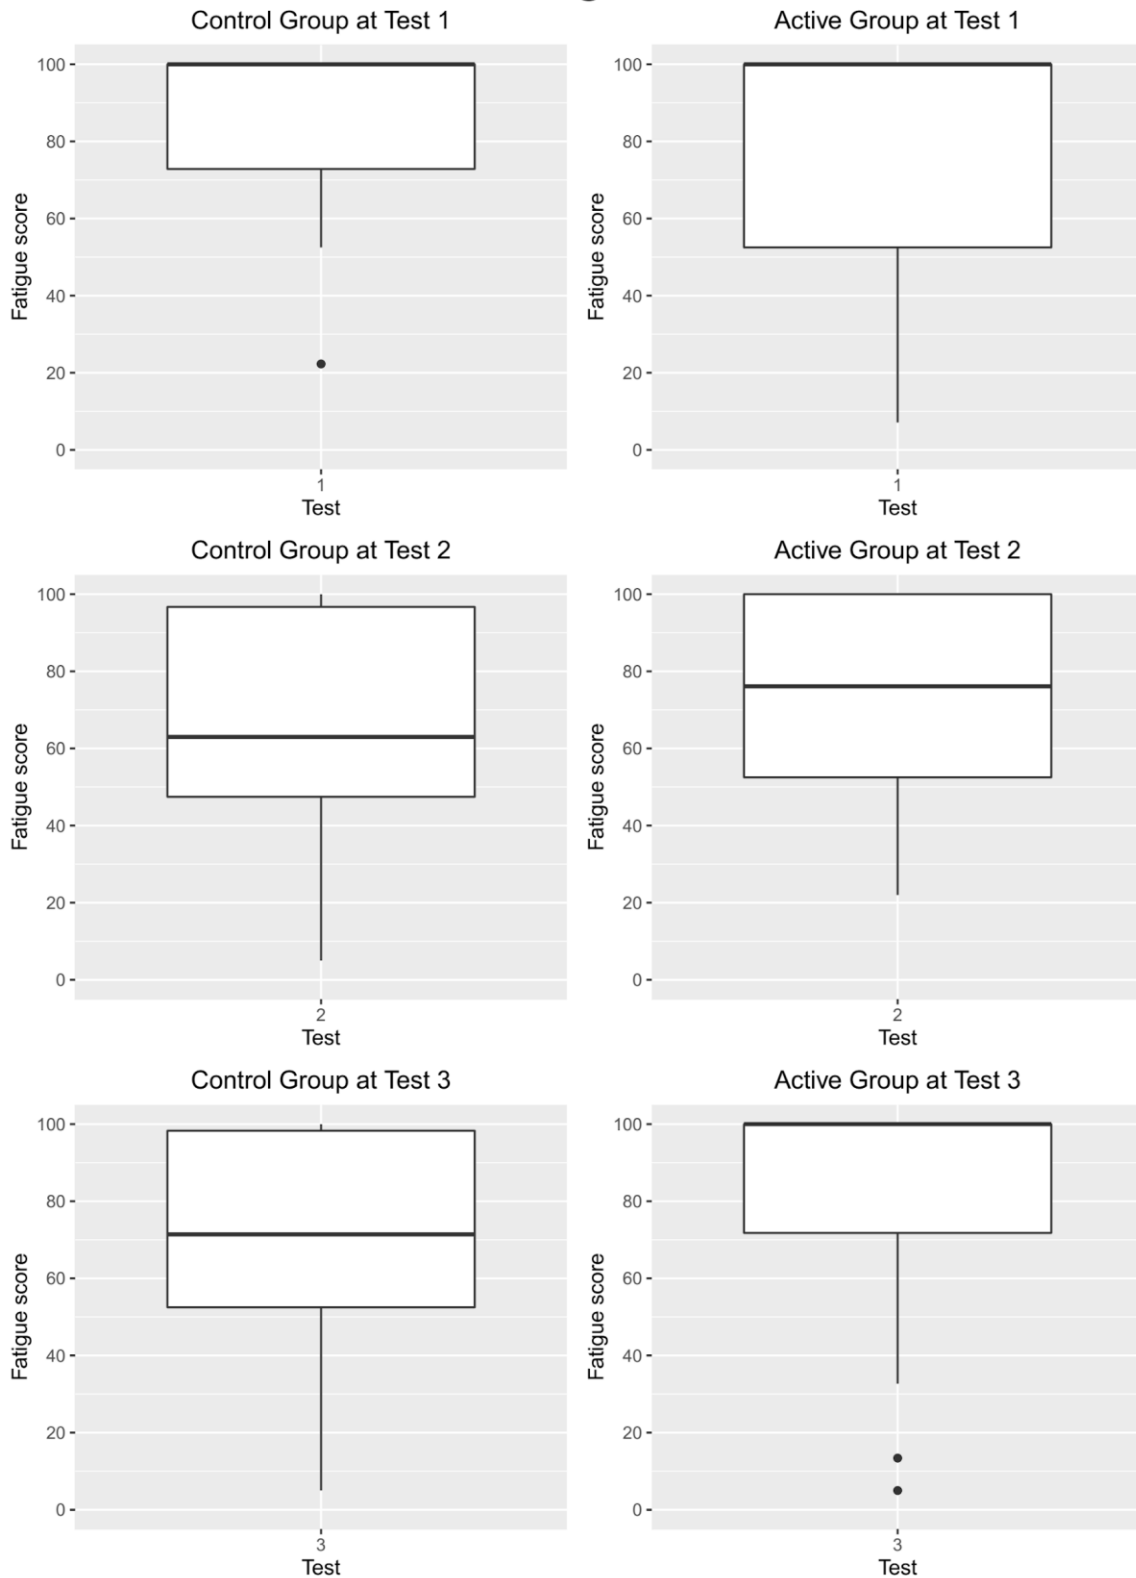 Control Group at Test 1
Active Group at Test 1
100
80
60
40
20
0
Fatigue score
1
Test
100
80
60
40
20
0
Fatigue score
1
Test
Control Group at Test 2
Active Group at Test 2
100
80
60
40
20
0
Fatigue score
2
Test
100
80
60
40
20
0
Fatigue score
2
Test
Control Group at Test 3
Active Group at Test 3
100
80
60
40
20
0
Fatigue score
3
Test
100
80
60
40
20
0
Fatigue score
3
Test